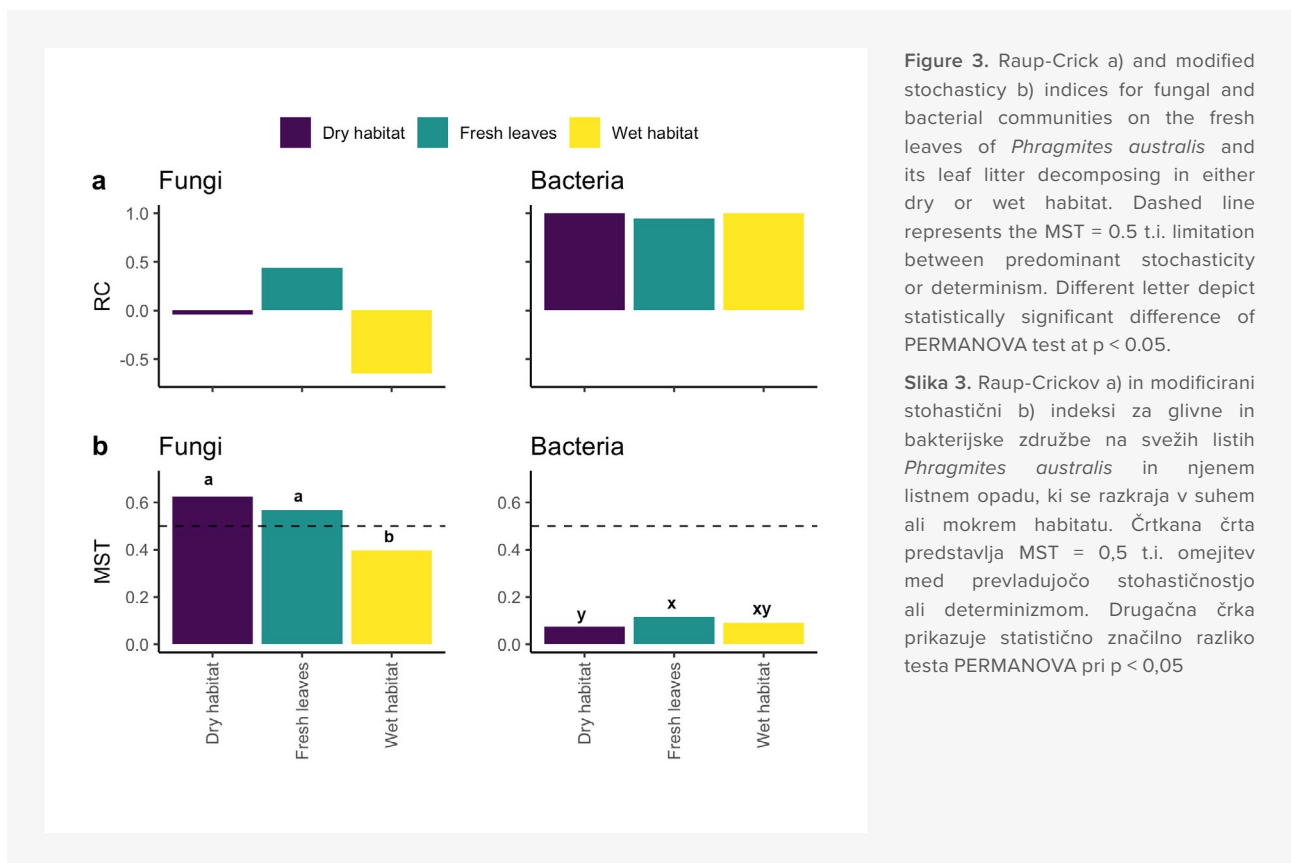 Dry habitat Fresh leaves Wet habitat
a Fungi Bacteria
1.0
0.5
0.0
-0.5
RC
b Fungi Bacteria
0.6
0.4
0.2
0.0
MST
a
a
b
0.6
0.4
0.2
0.0
y
x
xy
Dry habitat
Fresh leaves
Wet habitat
Dry habitat
Fresh leaves
Wet habitat
Figure 3. Raup-Crick a) and modified
stochasticy b) indices for fungal and
bacterial communities on the fresh
leaves of Phragmites australis and
its leaf litter decomposing in either
dry or wet habitat. Dashed line
represents the MST = 0.5 t.i. limitation
between predominant stochasticity
or determinism. Different letter depict
statistically significant difference of
PERMANOVA test at p < 0.05.
Slika 3. Raup-Crickov a) in modificirani
stohastični b) indeksi za glivne in
bakterijske združbe na svežih listih
Phragmites australis in njenem
listnem opadu, ki se razkraja v suhem
ali mokrem habitatu. Črtkana črta
predstavlja MST = 0,5 t.i. omejitev
med prevladujočo stohastičnostjo
ali determinizmom. Drugačna črka
prikazuje statistično značilno razliko
testa PERMANOVA pri p < 0,05